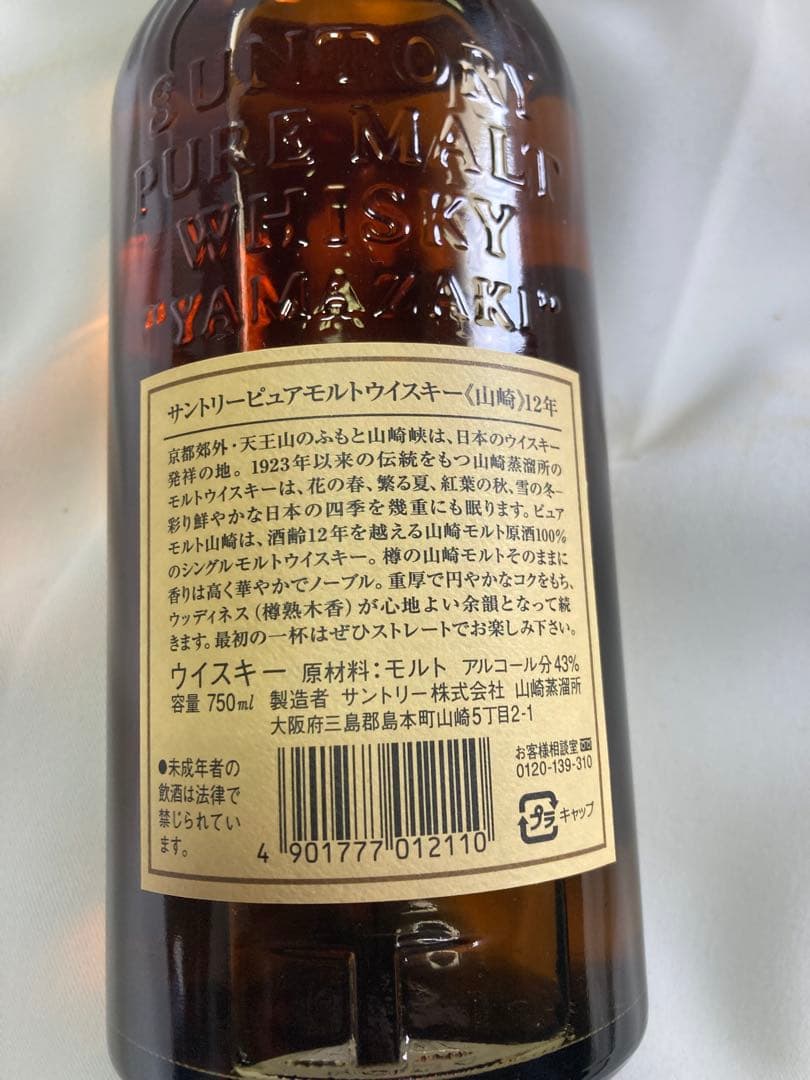 SUNTORY
PURE MALT
WHISKY
"YAMAZAKI"
サントリーピュアモルトウイスキー《山崎》12年
京都郊外・天王山のふもと山崎峡は、日本のウイスキー
発祥の地。1923年以来の伝統をもつ山崎蒸溜所の
モルトウイスキーは、花の春、繁る夏、紅葉の秋、雪の冬–
彩り鮮やかな日本の四季を幾重にも眠ります。ピュア
モルト山崎は、酒齢12年を越える山崎モルト原酒100%
のシングルモルトウイスキー。樽の山崎モルトそのままに
香りは高く華やかでノーブル。重厚で円やかなコクをもち、
ウッディネス(樽熟木香)が心地よい余韻となって続
きます。最初の一杯はぜひストレートでお楽しみ下さい。
ウイスキー 原材料:モルト アルコール分43%
容量 750ml 製造者 サントリー株式会社 山崎蒸溜所
大阪府三島郡島本町山崎5丁目2-1
●未成年者の
飲酒は法律で
禁じられてい
ます。
4 901777 012110
お客様相談室
0120-139-310
プラ キャップ